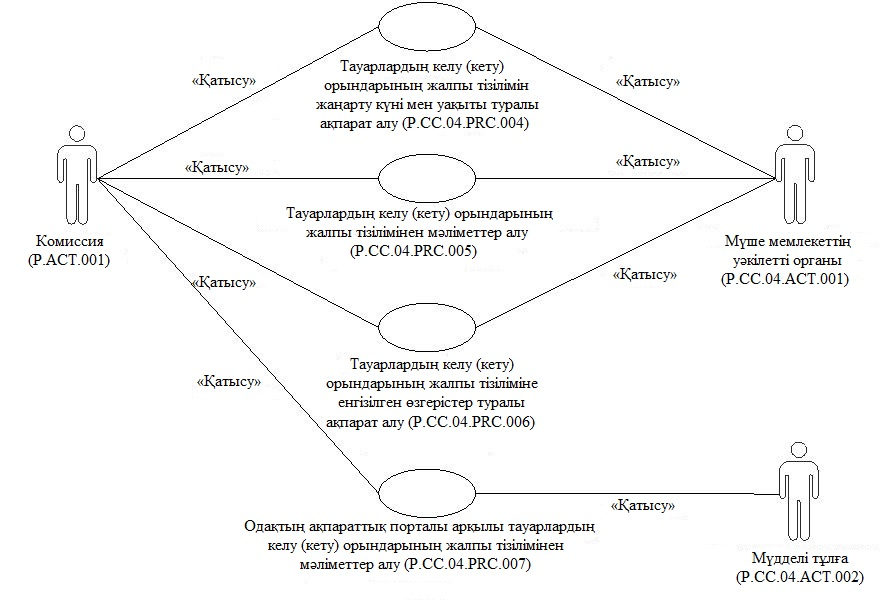 Тауарлардың келу (кету)
орындарының жалпы тізілімін
жаңарту күні мен уақыты туралы
ақпарат алу (P.CC.04.PRC.004)
«Қатысу»
«Қатысу»
«Қатысу»
«Қатысу»
Тауарлардың келу (кету) орындарының
жалпы тізілімінен мәліметтер алу
(P.CC.04.PRC.005)
Комиссия
(P.ACT.001)
Мүше мемлекеттің
уәкілетті органы
(P.CC.04.ACT.001)
«Қатысу»
«Қатысу»
Тауарлардың келу (кету)
орындарының жалпы тізіліміне
енгізілген өзгерістер туралы
ақпарат алу (P.CC.04.PRC.006)
«Қатысу»
«Қатысу»
Одақтың ақпараттық порталы арқылы тауарлардың
келу (кету) орындарының жалпы тізілімінен
мәліметтер алу (P.CC.04.PRC.007)
Мүдделі тұлға
(P.CC.04.ACT.002)